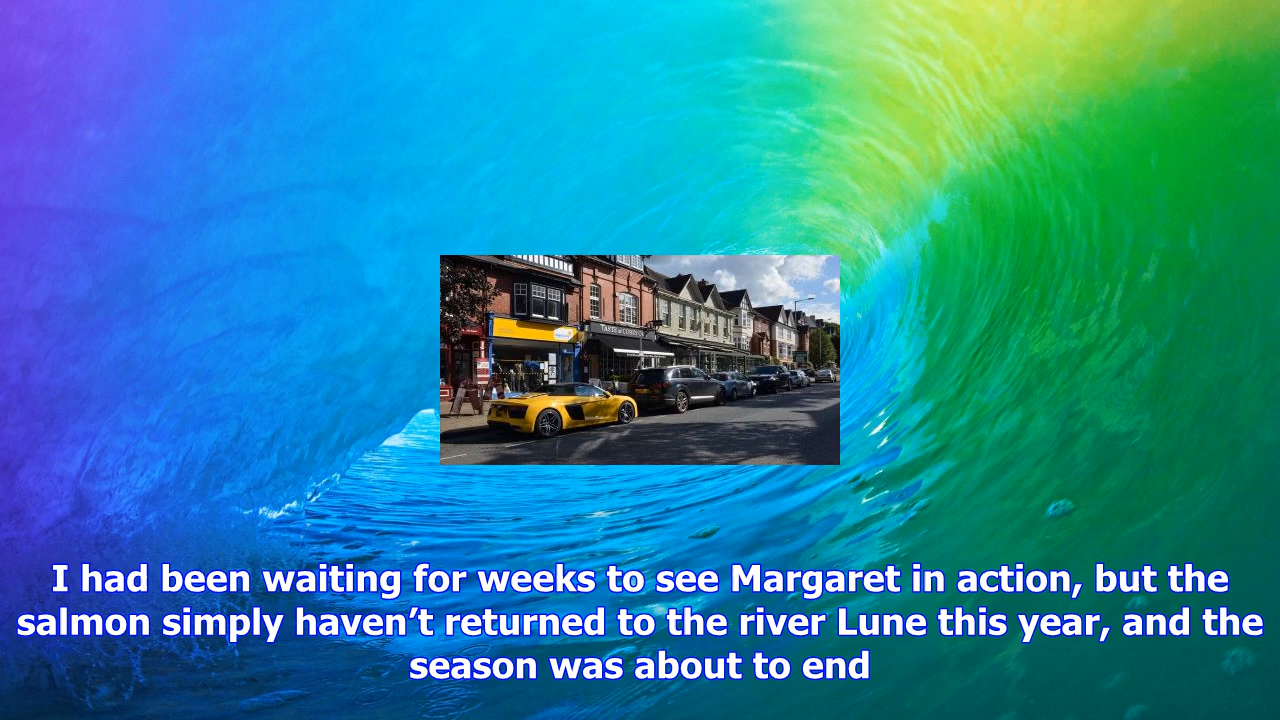 TASTE
I had been waiting for weeks to see Margaret in action, but the
salmon simply haven’t returned to the river Lune this year, and the
season was about to end